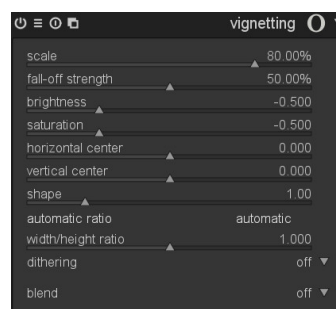 vignetting
scale 80.00%
fall-off strength 50.00%
brightness -0.500
saturation -0.500
horizontal center 0.000
vertical center 0.000
shape 1.00
automatic ratio automatic
width/height ratio 1.000
dithering off
blend off